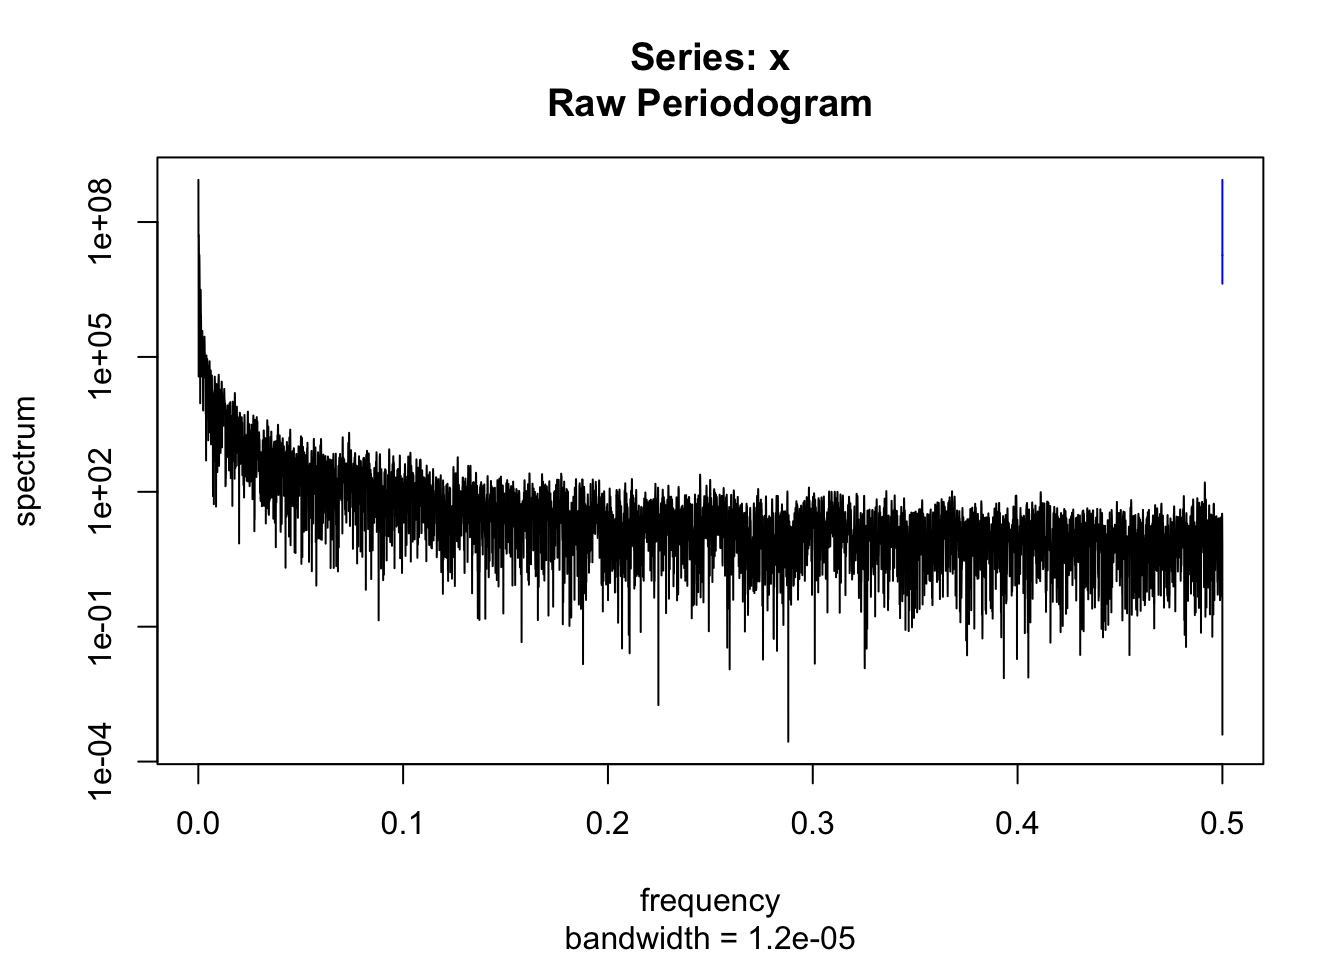 Series: x
Raw Periodogram
spectrum
1e+08
1e+05
1e+02
1e-01
1e-04
0.0 0.1 0.2 0.3 0.4 0.5
frequency
bandwidth = 1.2e-05